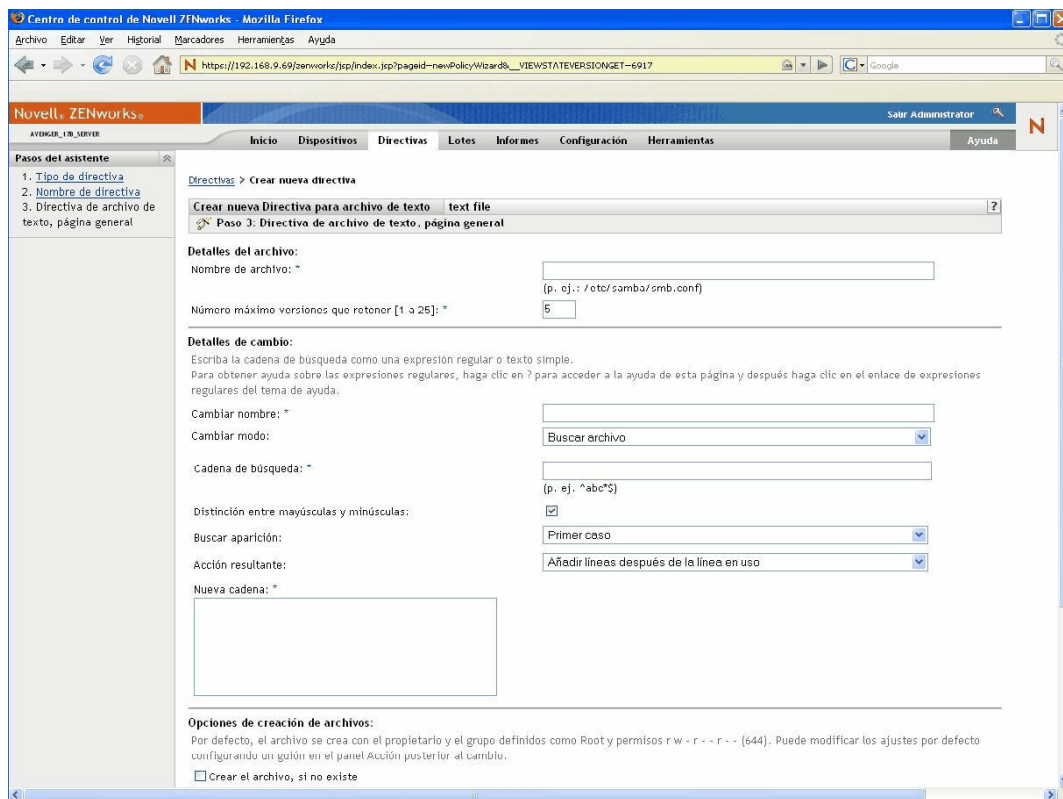 Centro de control de Novell ZENworks - Mozilla Firefox
Archivo Editar Ver Historial Marcadores Herramientas Ayuda
N https://192.168.9.69/zenworks/jsp/index.jsp?pageid=newPolicyWizard&__VIEWSTATEVERSIONGET=6917
Google
Novell® ZENworks®
Salir Administrator
N
AVENGER_17B_SERVER
Inicio Dispositivos Directivas Lotes Informes Configuración Herramientas Ayuda
Pasos del asistente
1. Tipo de directiva
2. Nombre de directiva
3. Directiva de archivo de
texto, página general
Directivas > Crear nueva directiva
Crear nueva Directiva para archivo de texto text file ?
Paso 3: Directiva de archivo de texto, página general
Detalles del archivo:
Nombre de archivo: *
(p. ej.: /etc/samba/smb.conf)
Número máximo versiones que retener [1 a 25]: * 5
Detalles de cambio:
Escriba la cadena de búsqueda como una expresión regular o texto simple.
Para obtener ayuda sobre las expresiones regulares, haga clic en ? para acceder a la ayuda de esta página y después haga clic en el enlace de expresiones
regulares del tema de ayuda.
Cambiar nombre: *
Cambiar modo: Buscar archivo
Cadena de búsqueda: *
(p. ej. ^abc*$)
Distinción entre mayúsculas y minúsculas:
Buscar aparición: Primer caso
Acción resultante: Añadir líneas después de la línea en uso
Nueva cadena: *
Opciones de creación de archivos:
Por defecto, el archivo se crea con el propietario y el grupo definidos como Root y permisos r w - r - - r - - (644). Puede modificar los ajustes por defecto
configurando un guión en el panel Acción posterior al cambio.
Crear el archivo, si no existe